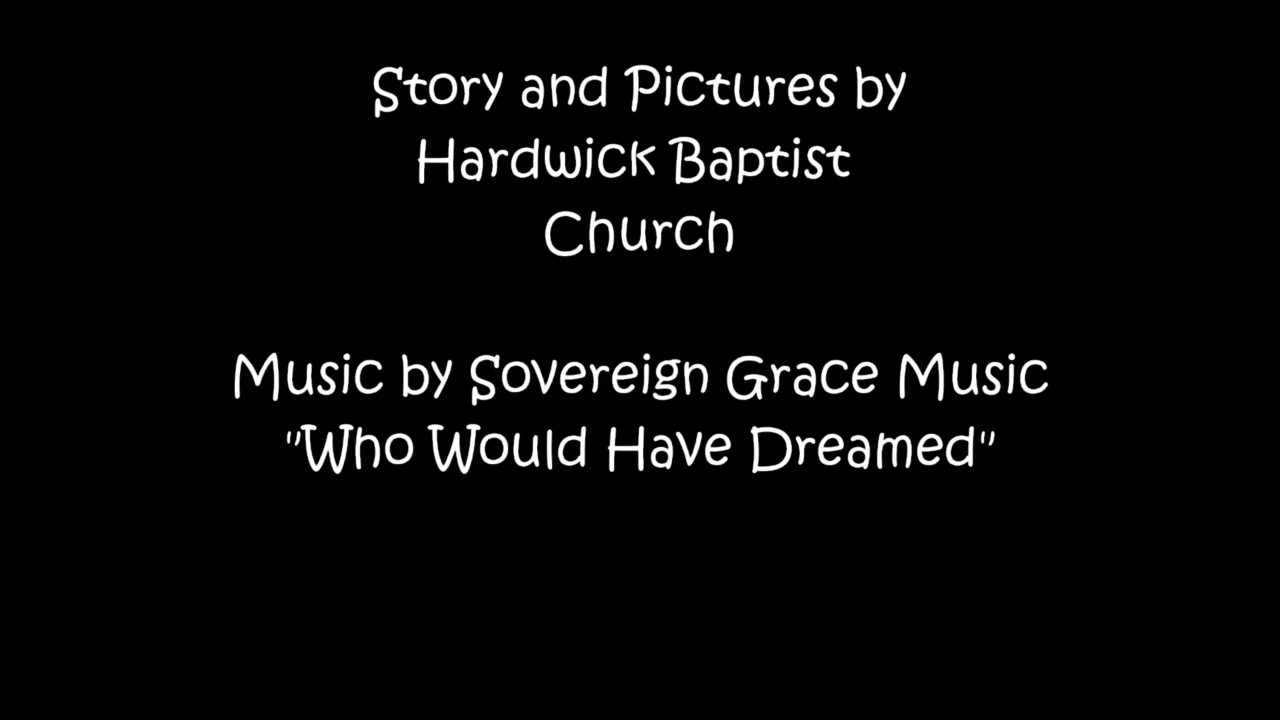 Story and Pictures by
Hardwick Baptist
Church
Music by Sovereign Grace Music
"Who Would Have Dreamed"